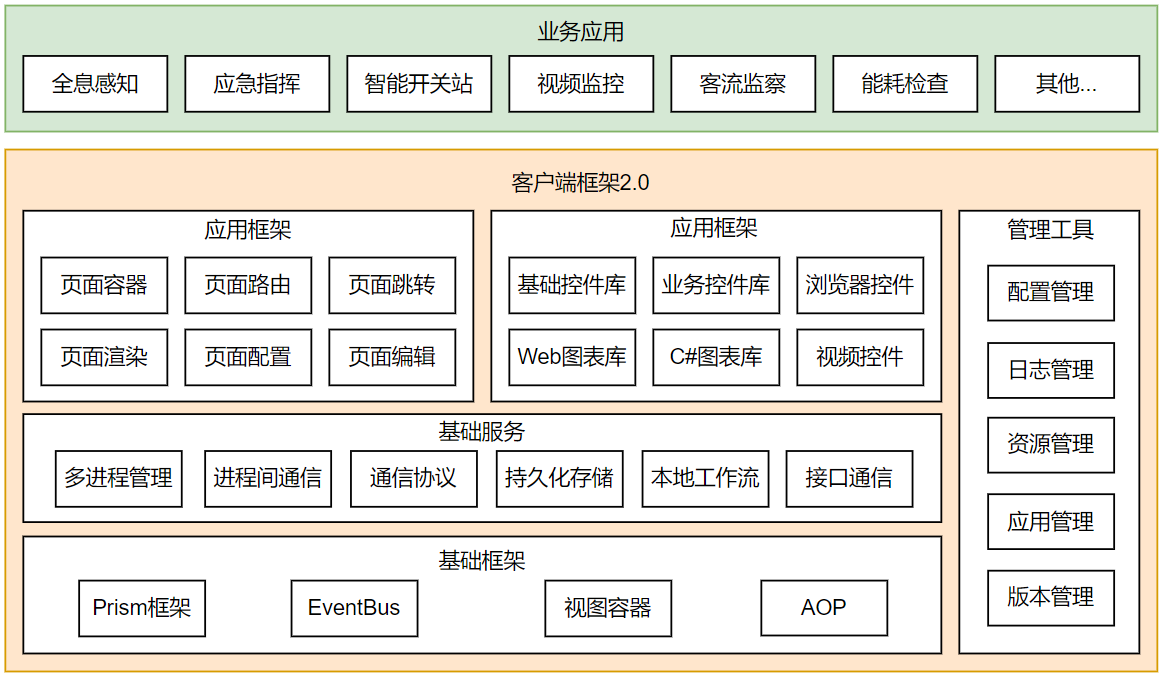 业务应用
全息感知
应急指挥
智能开关站
视频监控
客流监察
能耗检查
其他...
客户端框架2.0
应用框架
页面容器
页面路由
页面跳转
页面渲染
页面配置
页面编辑
应用框架
基础控件库
业务控件库
浏览器控件
Web图表库
C#图表库
视频控件
管理工具
配置管理
日志管理
资源管理
应用管理
版本管理
基础服务
多进程管理
进程间通信
通信协议
持久化存储
本地工作流
接口通信
基础框架
Prism框架
EventBus
视图容器
AOP